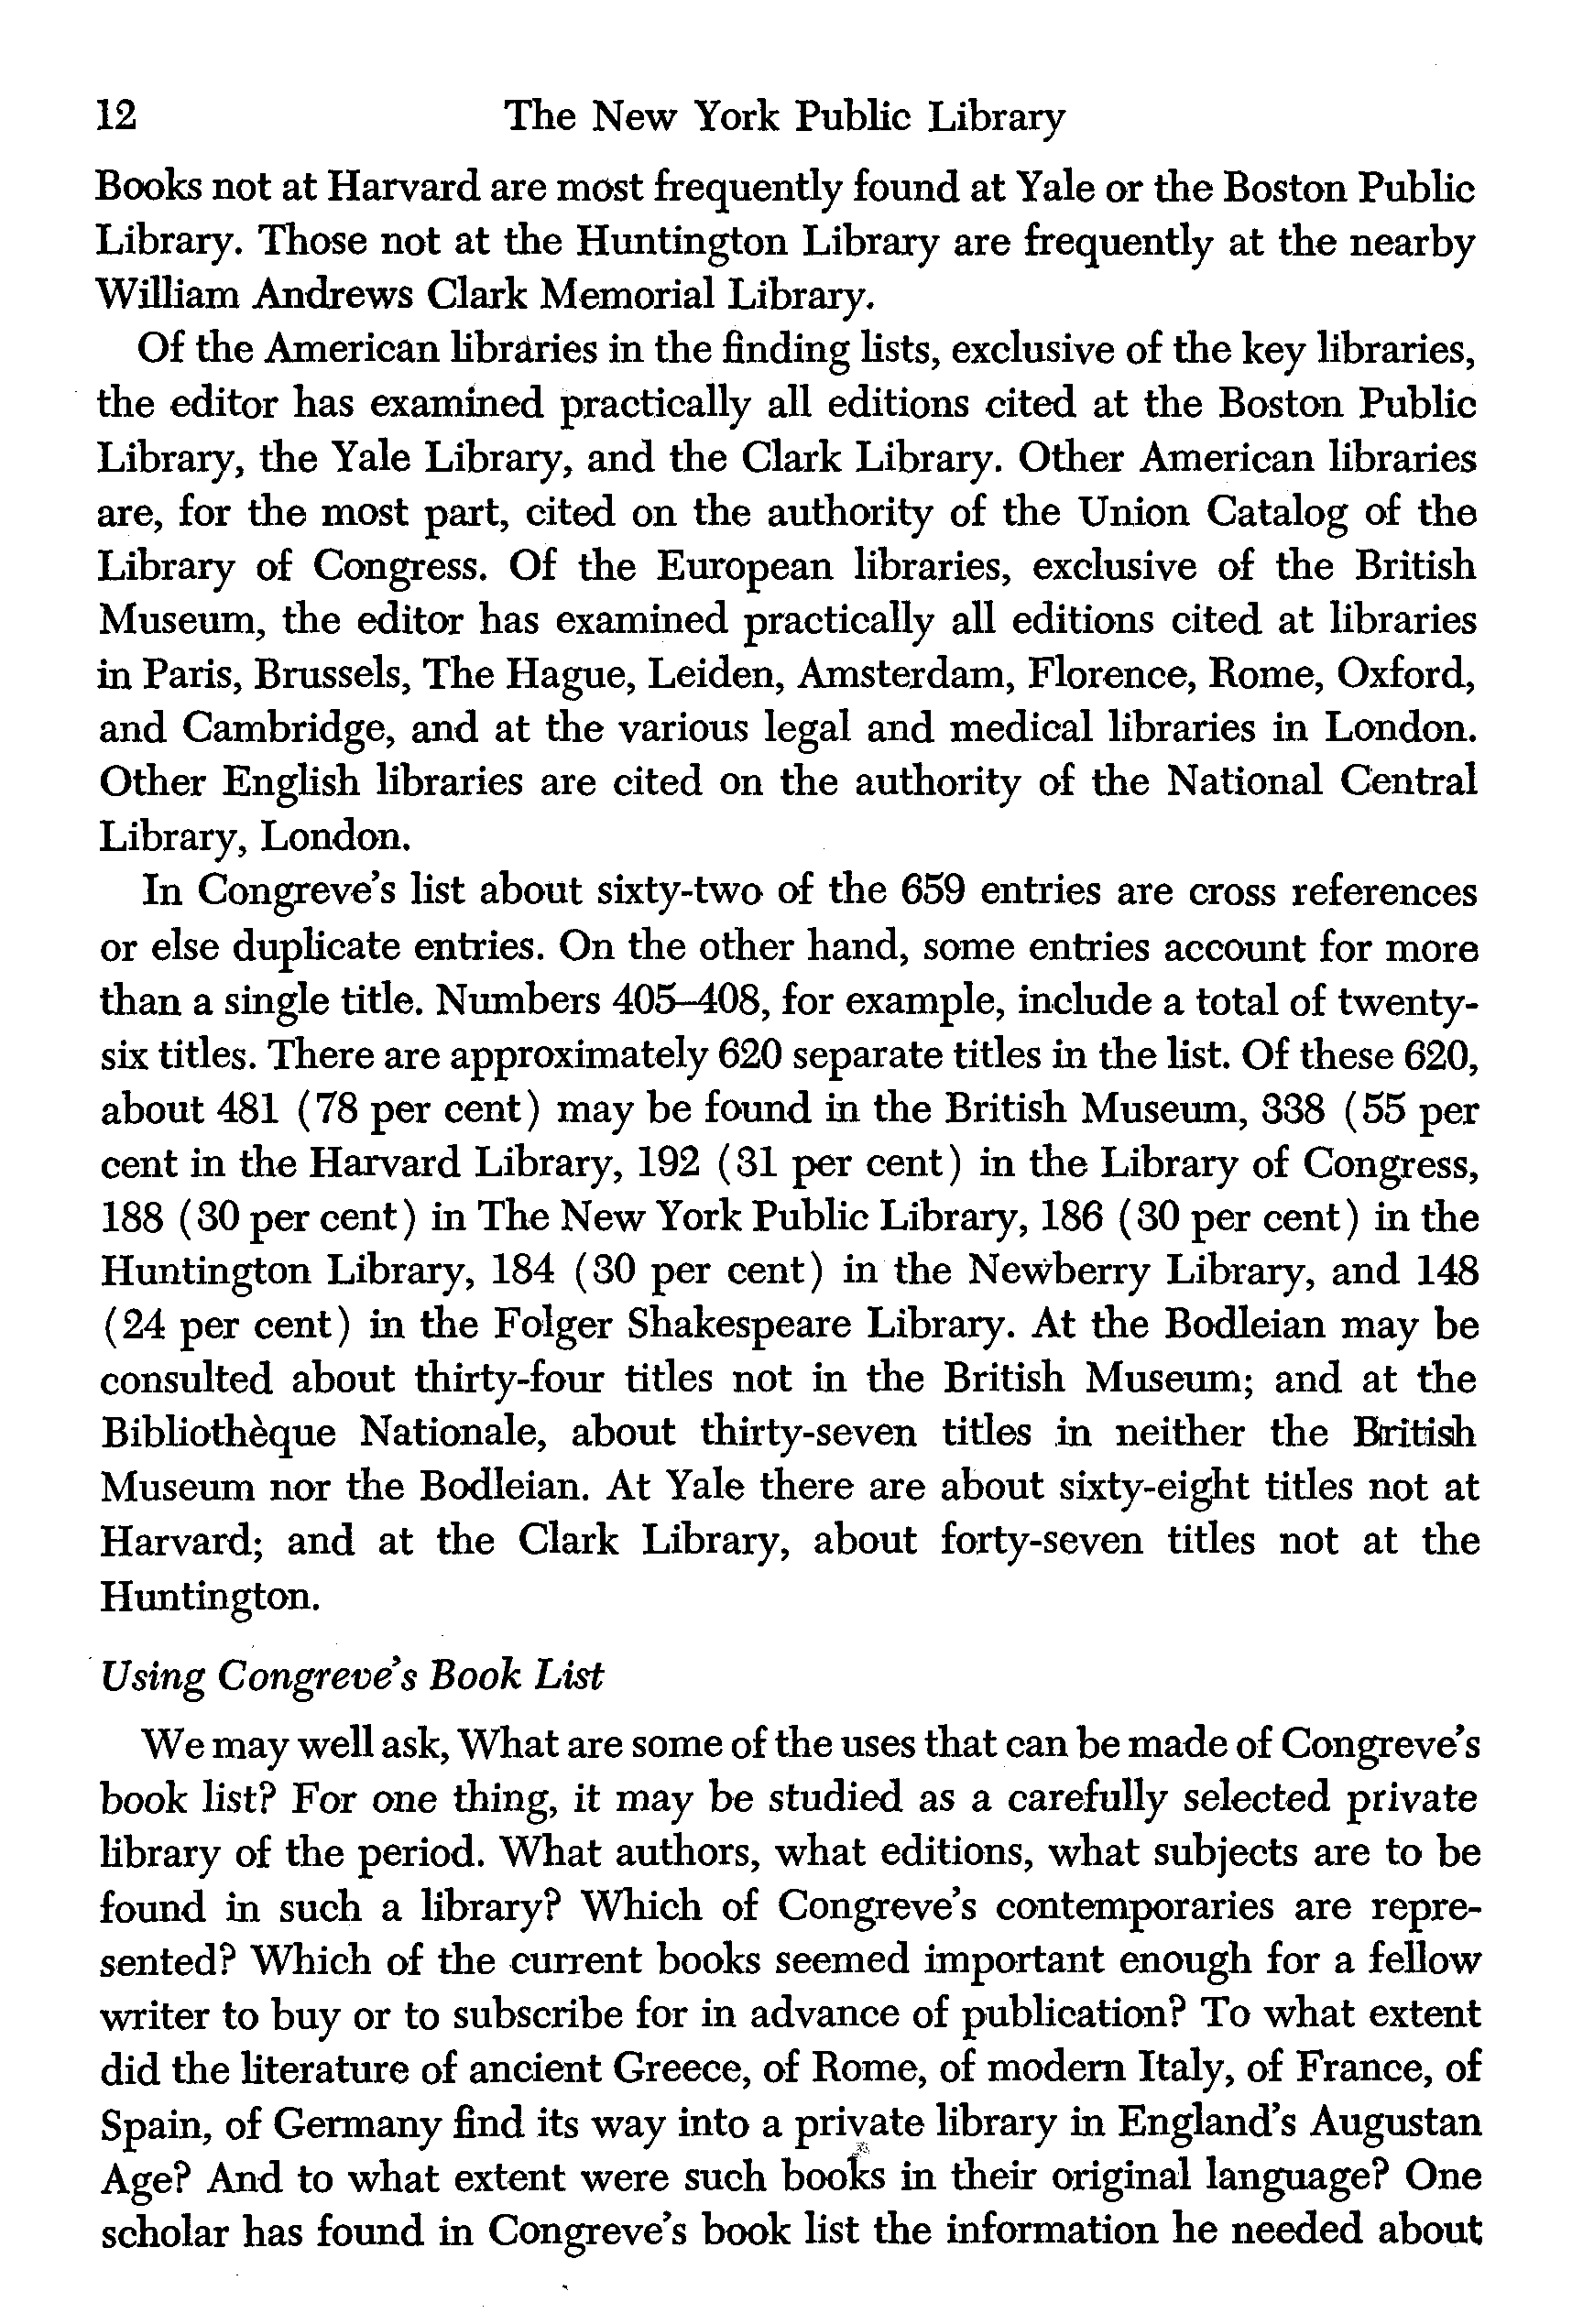 12 The New York Public Library
Books not at Harvard are most frequently found at Yale or the Boston Public
Library. Those not at the Huntington Library are frequently at the nearby
William Andrews Clark Memorial Library.
Of the American libraries in the finding lists, exclusive of the key libraries,
the editor has examined practically all editions cited at the Boston Public
Library, the Yale Library, and the Clark Library. Other American libraries
are, for the most part, cited on the authority of the Union Catalog of the
Library of Congress. Of the European libraries, exclusive of the British
Museum, the editor has examined practically all editions cited at libraries
in Paris, Brussels, The Hague, Leiden, Amsterdam, Florence, Rome, Oxford,
and Cambridge, and at the various legal and medical libraries in London.
Other English libraries are cited on the authority of the National Central
Library, London.
In Congreve's list about sixty-two of the 659 entries are cross references
or else duplicate entries. On the other hand, some entries account for more
than a single title. Numbers 405–408, for example, include a total of twenty-
six titles. There are approximately 620 separate titles in the list. Of these 620,
about 481 (78 per cent) may be found in the British Museum, 338 (55 per
cent in the Harvard Library, 192 (31 per cent) in the Library of Congress,
188 (30 per cent) in The New York Public Library, 186 (30 per cent) in the
Huntington Library, 184 (30 per cent) in the Newberry Library, and 148
(24 per cent) in the Folger Shakespeare Library. At the Bodleian may be
consulted about thirty-four titles not in the British Museum; and at the
Bibliothèque Nationale, about thirty-seven titles in neither the British
Museum nor the Bodleian. At Yale there are about sixty-eight titles not at
Harvard; and at the Clark Library, about forty-seven titles not at the
Huntington.
Using Congreve's Book List
We may well ask, What are some of the uses that can be made of Congreve's
book list? For one thing, it may be studied as a carefully selected private
library of the period. What authors, what editions, what subjects are to be
found in such a library? Which of Congreve's contemporaries are repre-
sented? Which of the current books seemed important enough for a fellow
writer to buy or to subscribe for in advance of publication? To what extent
did the literature of ancient Greece, of Rome, of modern Italy, of France, of
Spain, of Germany find its way into a private library in England's Augustan
Age? And to what extent were such books in their original language? One
scholar has found in Congreve's book list the information he needed about